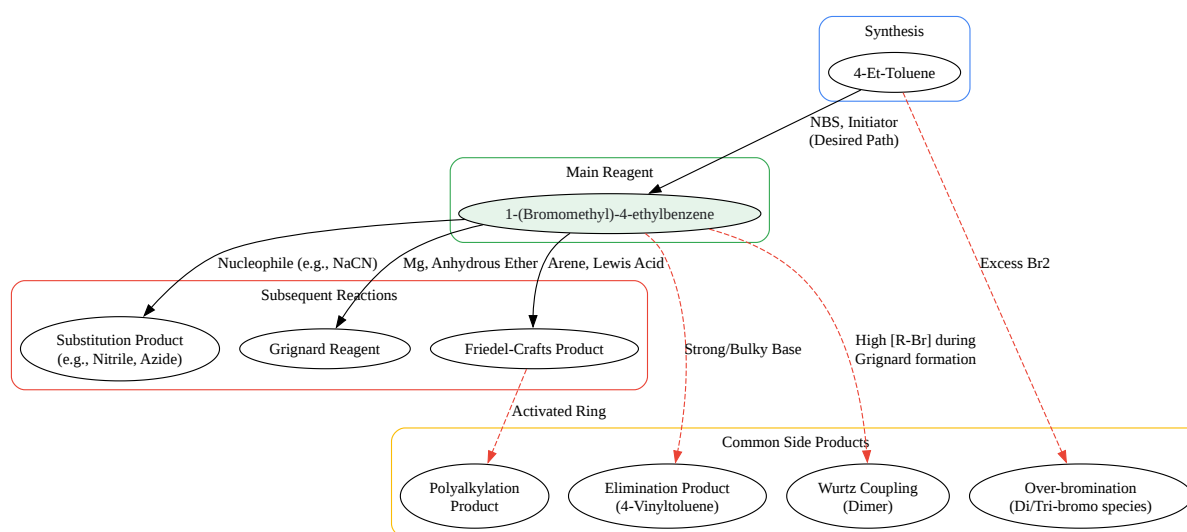 Synthesis
4-Et-Toluene
NBS, Initiator
(Desired Path)
Main Reagent
1-(Bromomethyl)-4-ethylbenzene
Nucleophile (e.g., NaCN)
Mg, Anhydrous Ether
Arene, Lewis Acid
Excess Br2
Subsequent Reactions
Substitution Product
(e.g., Nitrile, Azide)
Grignard Reagent
Friedel-Crafts Product
Strong/Bulky Base
High [R-Br] during
Grignard formation
Activated Ring
Common Side Products
Polyalkylation
Product
Elimination Product
(4-Vinyltoluene)
Wurtz Coupling
(Dimer)
Over-bromination
(Di/Tri-bromo species)